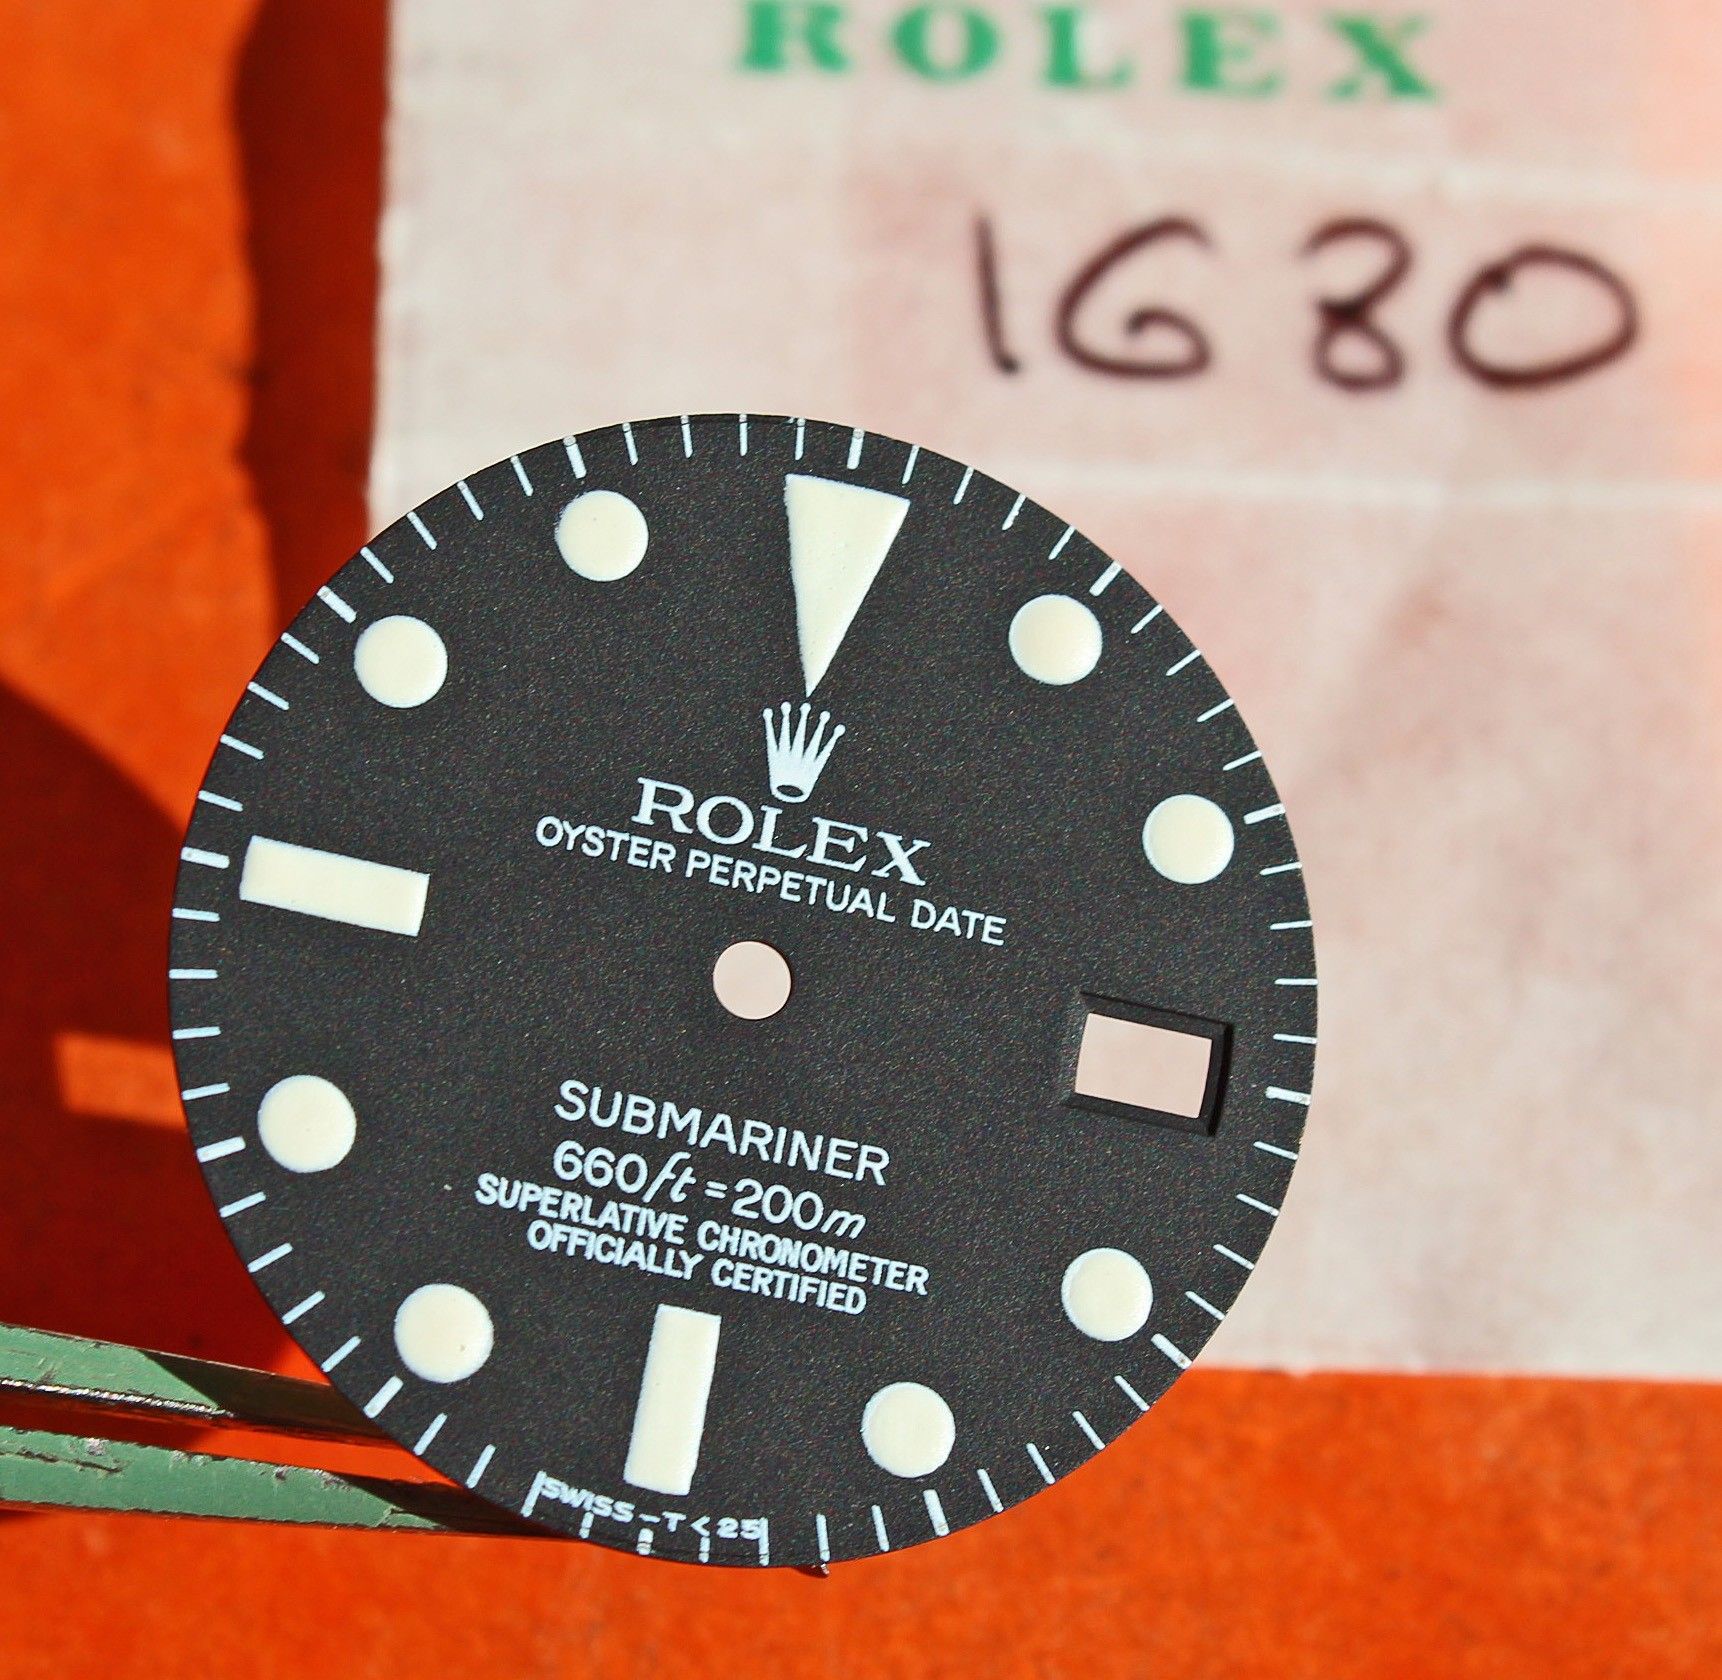 ROLEX
1680
ROLEX
OYSTER PERPETUAL DATE
SUBMARINER
660ft = 200m
SUPERLATIVE CHRONOMETER
OFFICIALLY CERTIFIED
SWISS - T < 25